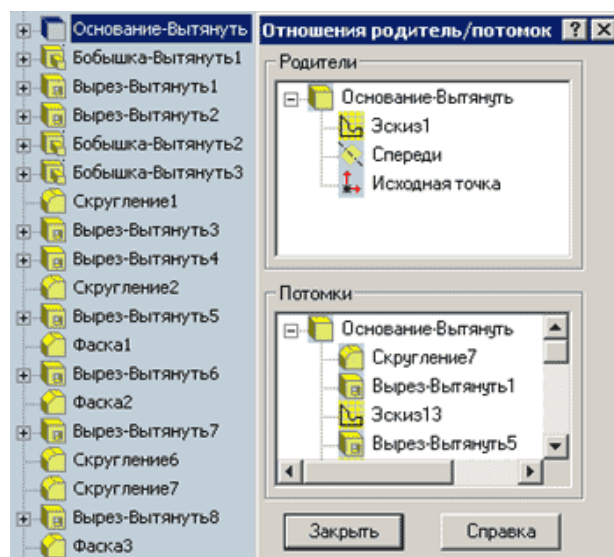 Основание-Вытянуть
Бобышка-Вытянуть1
Вырез-Вытянуть1
Вырез-Вытянуть2
Бобышка-Вытянуть2
Бобышка-Вытянуть3
Скругление1
Вырез-Вытянуть3
Вырез-Вытянуть4
Скругление2
Вырез-Вытянуть5
Фаска1
Вырез-Вытянуть6
Фаска2
Вырез-Вытянуть7
Скругление6
Скругление7
Вырез-Вытянуть8
Фаска3
Отношения родитель/потомок
Родители
Основание-Вытянуть
Эскиз1
Спереди
Исходная точка
Потомки
Основание-Вытянуть
Скругление7
Вырез-Вытянуть1
Эскиз13
Вырез-Вытянуть5
Закрыть
Справка